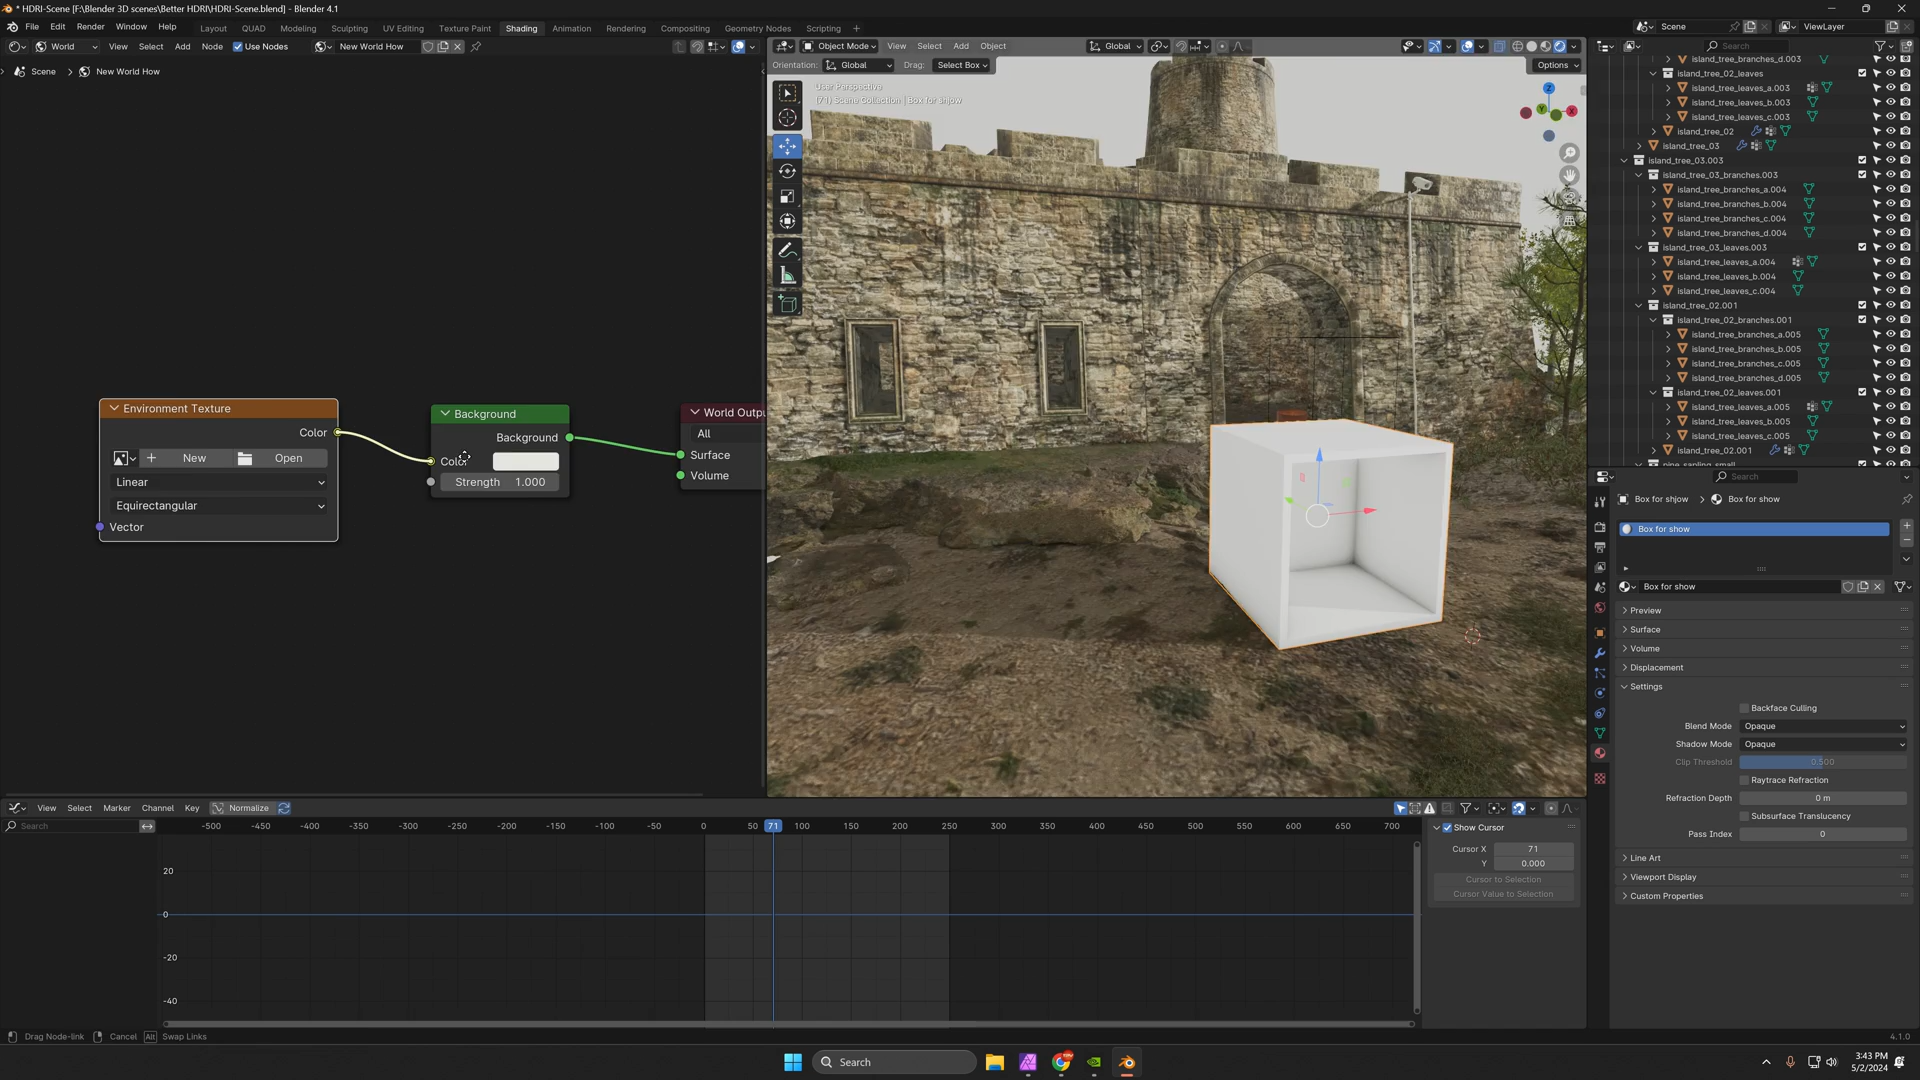 * HDRI-Scene [F:\Blender 3D scenes\Better HDRI\HDRI-Scene.blend] - Blender 4.1
File Edit Render Window Help Layout QUAD Modeling Sculpting UV Editing Texture Paint Shading Animation Rendering Compositing Geometry Nodes Scripting + Scene ViewLayer
World View Select Add Node Use Nodes New World How
Object Mode View Select Add Object Global
Search
Scene > New World How
Orientation: Global Drag: Select Box Options
User Perspective
(71) Scene Collection | Box for shjow
Z
Y
X
Environment Texture
Color
New Open
Linear
Equirectangular
Vector
Background
Background
Color
Strength 1.000
World Outpu
All
Surface
Volume
island_tree_branches_d.003
island_tree_02_leaves
island_tree_leaves_a.003
island_tree_leaves_b.003
island_tree_leaves_c.003
island_tree_02
island_tree_03
island_tree_03.003
island_tree_03_branches.003
island_tree_branches_a.004
island_tree_branches_b.004
island_tree_branches_c.004
island_tree_branches_d.004
island_tree_03_leaves.003
island_tree_leaves_a.004
island_tree_leaves_b.004
island_tree_leaves_c.004
island_tree_02.001
island_tree_02_branches.001
island_tree_branches_a.005
island_tree_branches_b.005
island_tree_branches_c.005
island_tree_branches_d.005
island_tree_02_leaves.001
island_tree_leaves_a.005
island_tree_leaves_b.005
island_tree_leaves_c.005
island_tree_02.001
pine_sapling_small
Search
Box for shjow > Box for show
Box for show
Box for show
Preview
Surface
Volume
Displacement
Settings
Backface Culling
Blend Mode Opaque
Shadow Mode Opaque
Clip Threshold 0.500
Raytrace Refraction
Refraction Depth 0 m
Subsurface Translucency
Pass Index 0
Line Art
Viewport Display
Custom Properties
View Select Marker Channel Key Normalize
Search
-500 -450 -400 -350 -300 -250 -200 -150 -100 -50 0 50 71 100 150 200 250 300 350 400 450 500 550 600 650 700
20
0
-20
-40
Show Cursor
Cursor X 71
Y 0.000
Cursor to Selection
Cursor Value to Selection
Drag Node-link Cancel Alt Swap Links
4.1.0
Search
3:43 PM
5/2/2024